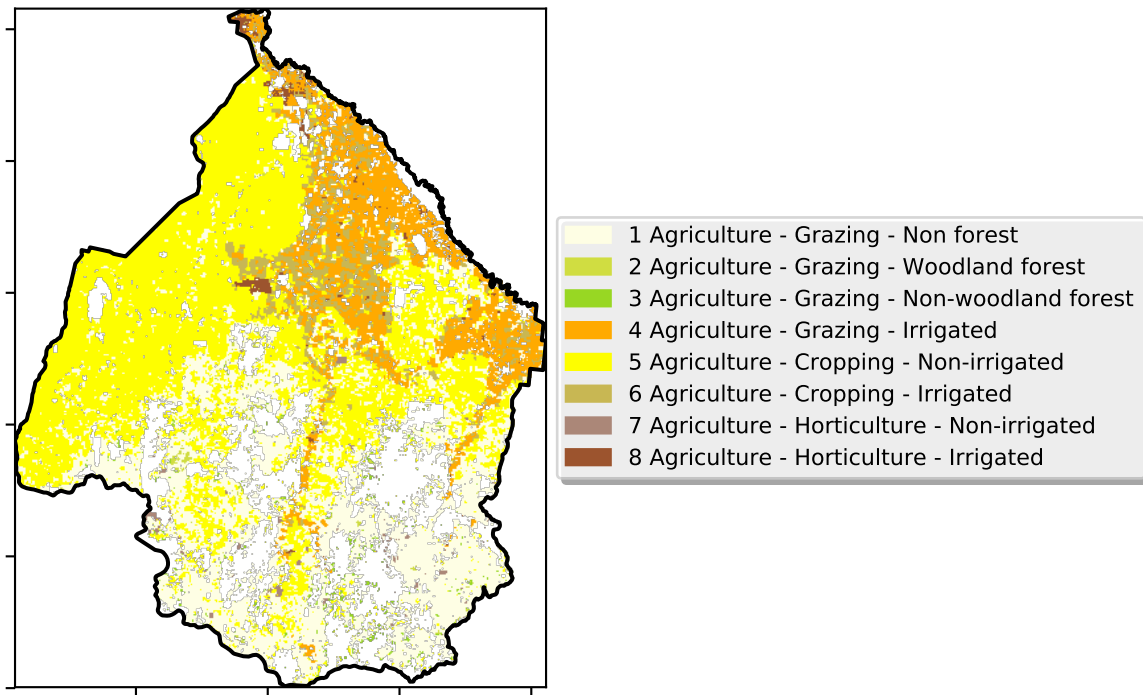 1 Agriculture - Grazing - Non forest
2 Agriculture - Grazing - Woodland forest
3 Agriculture - Grazing - Non-woodland forest
4 Agriculture - Grazing - Irrigated
5 Agriculture - Cropping - Non-irrigated
6 Agriculture - Cropping - Irrigated
7 Agriculture - Horticulture - Non-irrigated
8 Agriculture - Horticulture - Irrigated